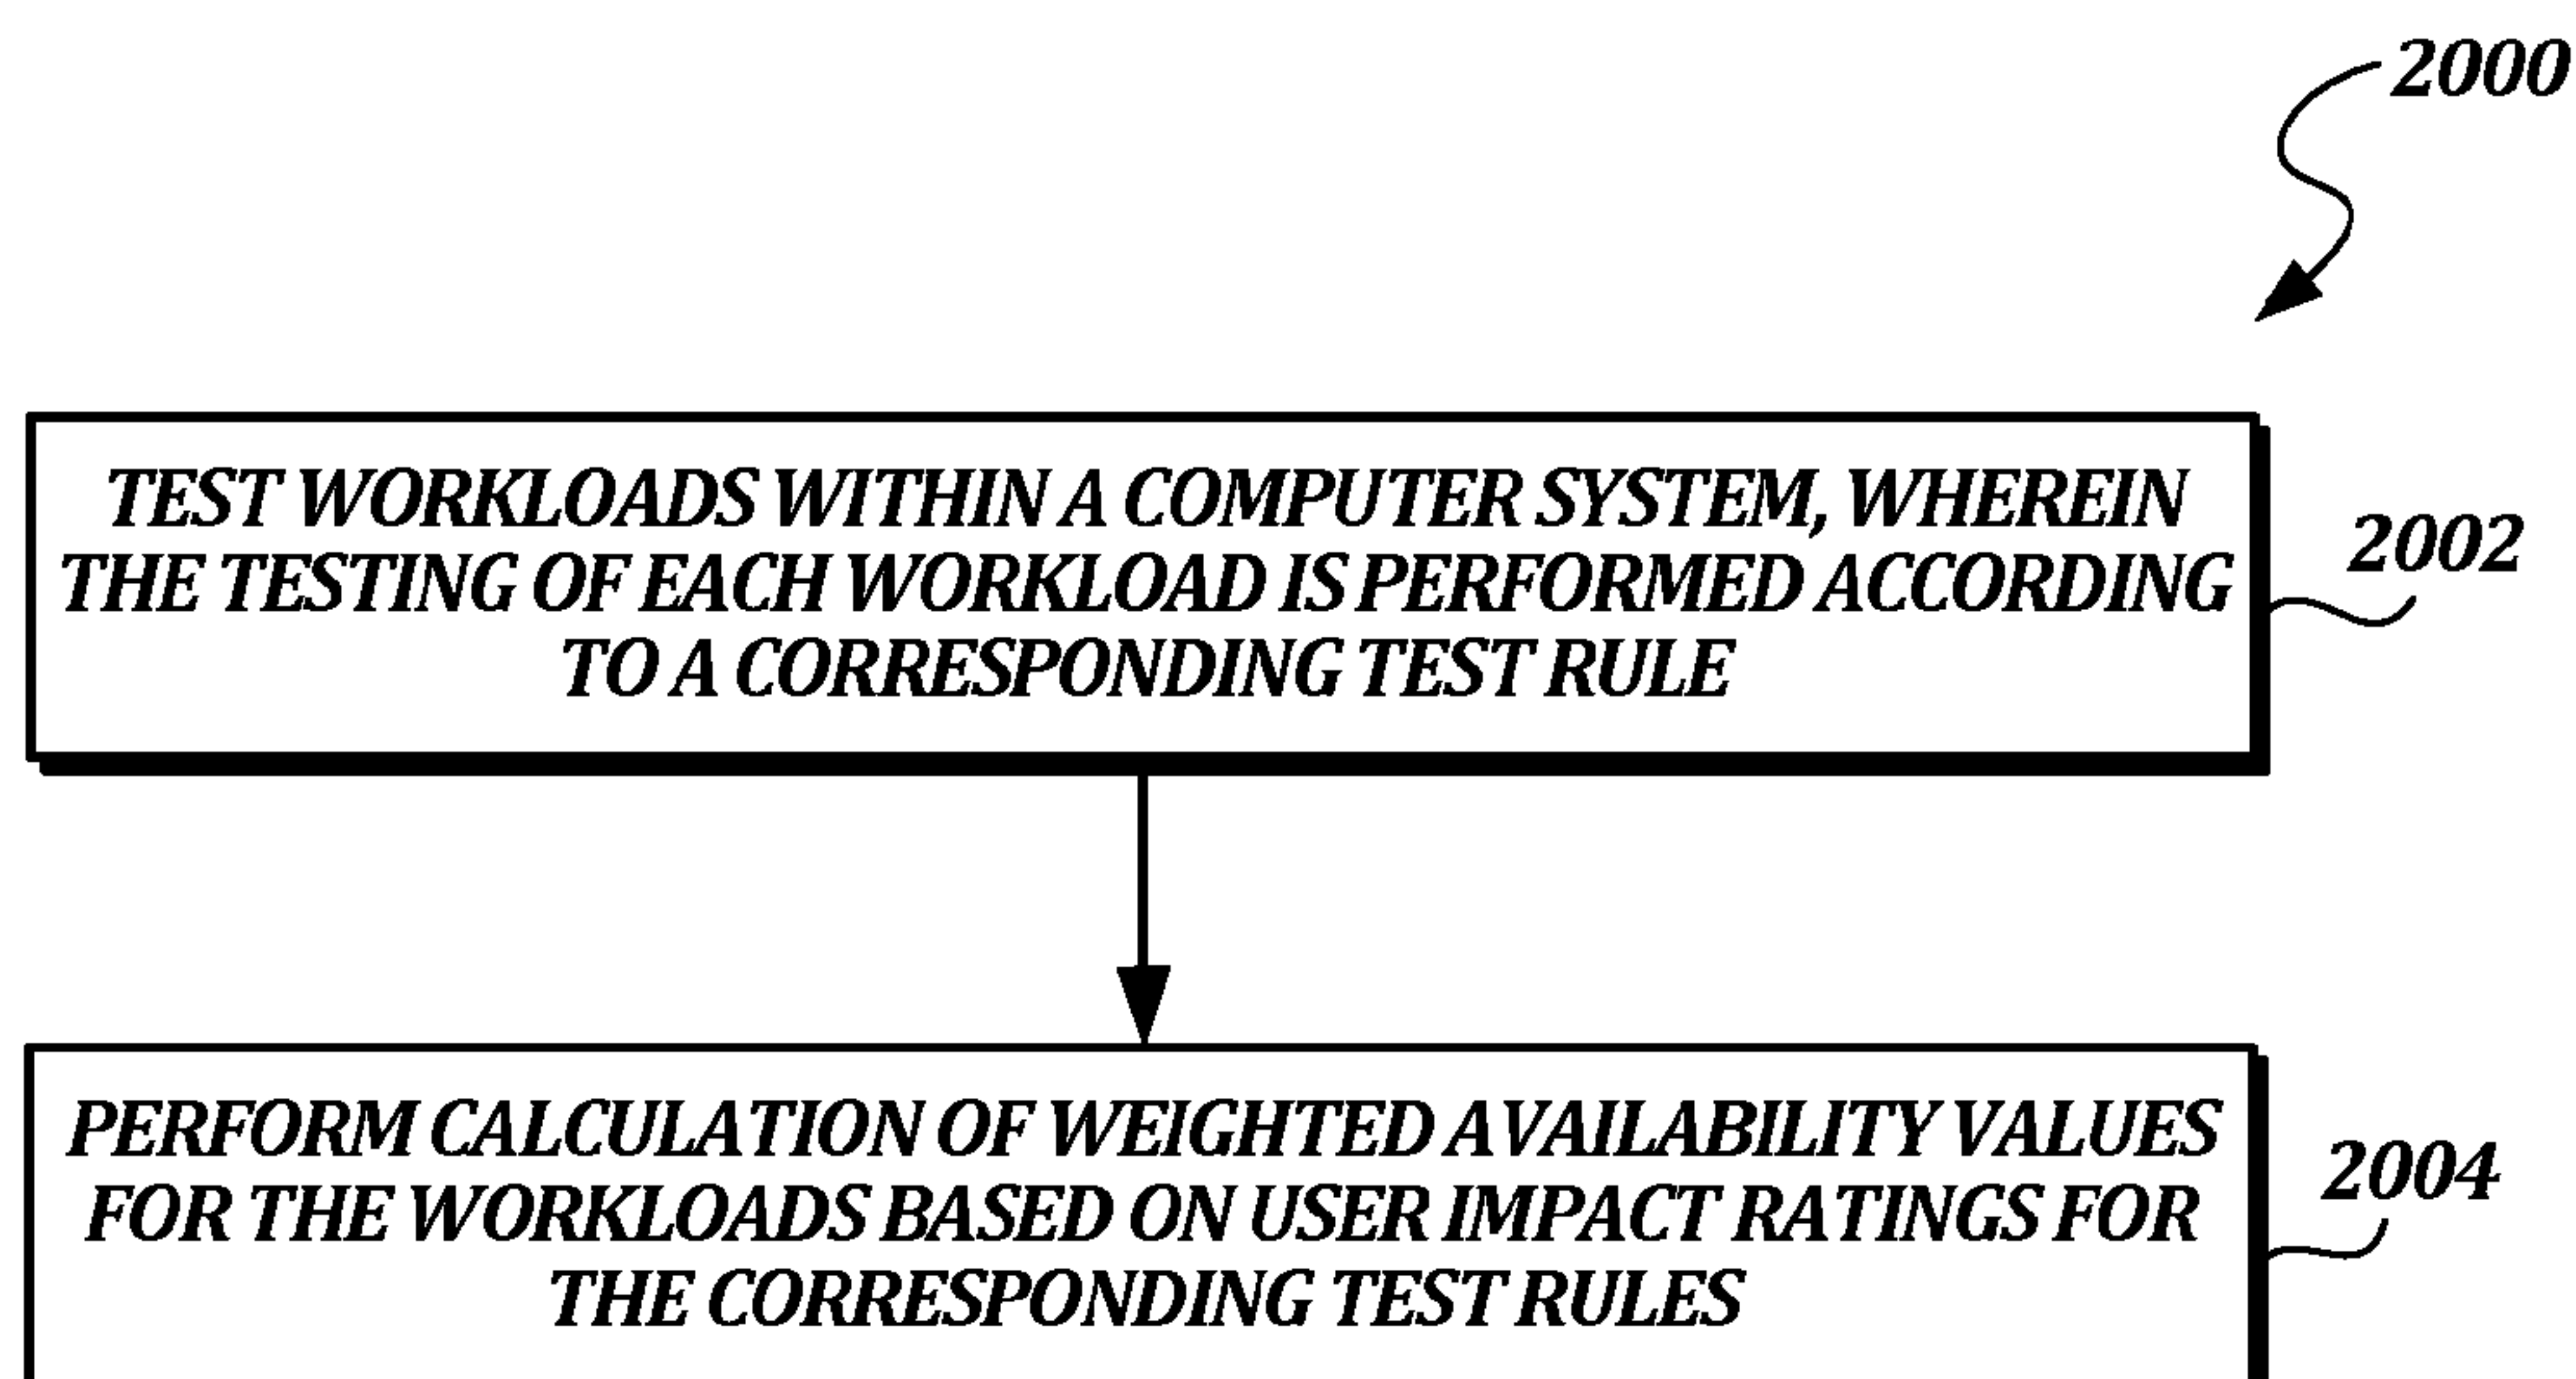 2000
TEST WORKLOADS WITHIN A COMPUTER SYSTEM, WHEREIN
THE TESTING OF EACH WORKLOAD IS PERFORMED ACCORDING
TO A CORRESPONDING TEST RULE
2002
PERFORM CALCULATION OF WEIGHTED AVAILABILITY VALUES
FOR THE WORKLOADS BASED ON USER IMPACT RATINGS FOR
THE CORRESPONDING TEST RULES
2004